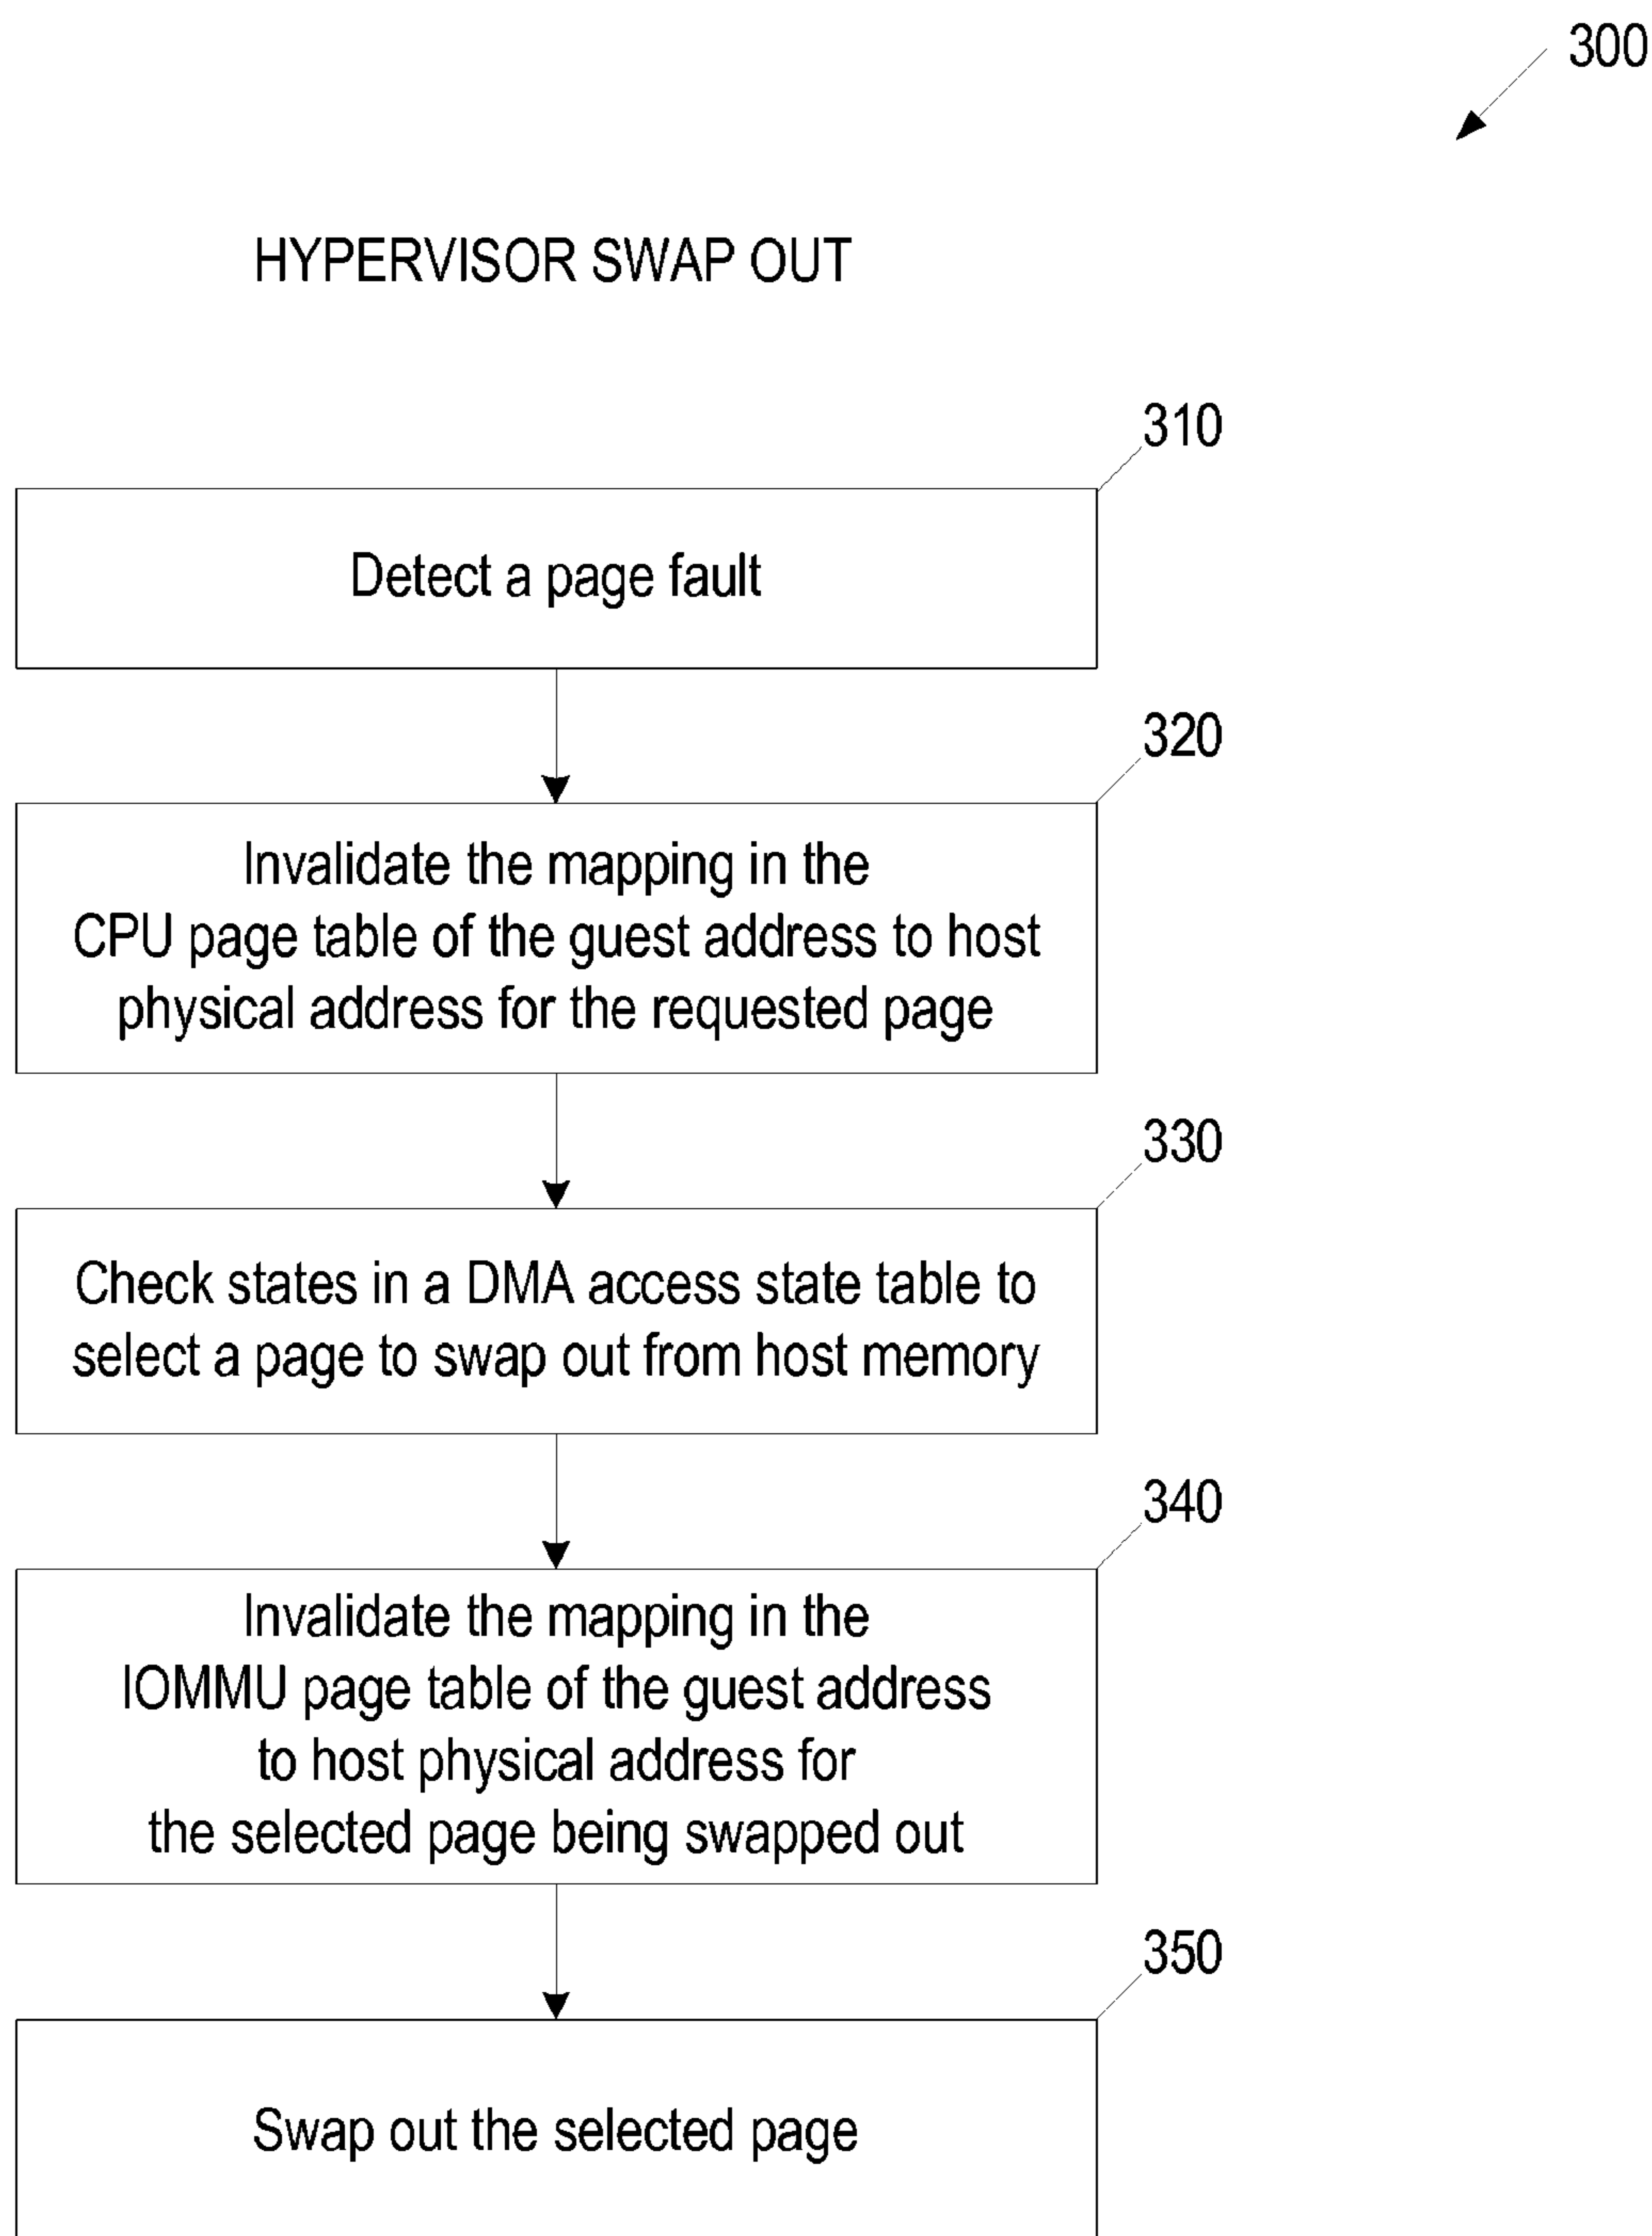 300
HYPERVISOR SWAP OUT
310
Detect a page fault
320
Invalidate the mapping in the
CPU page table of the guest address to host
physical address for the requested page
330
Check states in a DMA access state table to
select a page to swap out from host memory
340
Invalidate the mapping in the
IOMMU page table of the guest address
to host physical address for
the selected page being swapped out
350
Swap out the selected page